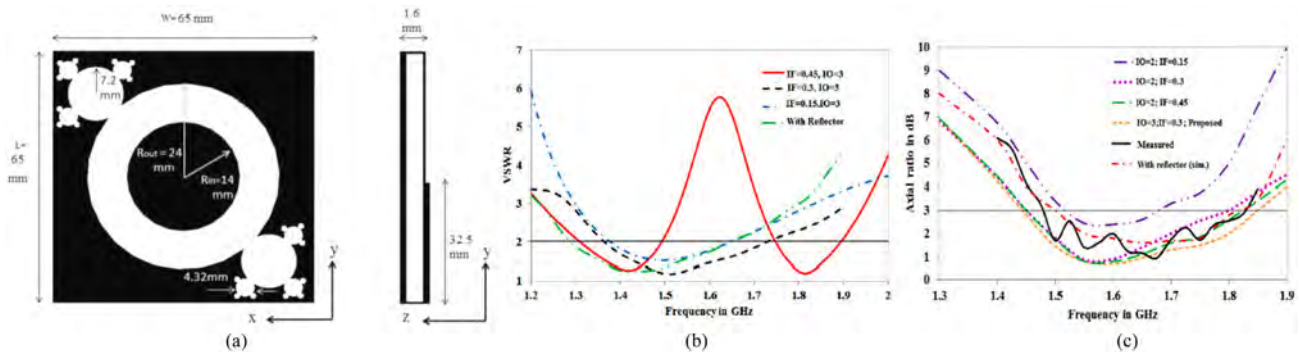 W=65 mm
L=
65
mm
7.2
mm
Rout = 24
mm
Rin=14
mm
4.32mm
y
x
(a)
1.6
mm
32.5
mm
y
z
7
6
5
4
3
2
1
VSWR
IF=0.45, IO=3
IF=0.3, IO=3
IF=0.15,IO=3
With Reflector
1.2 1.3 1.4 1.5 1.6 1.7 1.8 1.9 2
Frequency in GHz
(b)
10
9
8
7
6
5
4
3
2
1
0
Axial ratio in dB
IO=2; IF=0.15
IO=2; IF=0.3
IO=2; IF=0.45
IO=3;IF=0.3; Proposed
Measured
With reflector (sim.)
1.3 1.4 1.5 1.6 1.7 1.8 1.9
Frequency in GHz
(c)